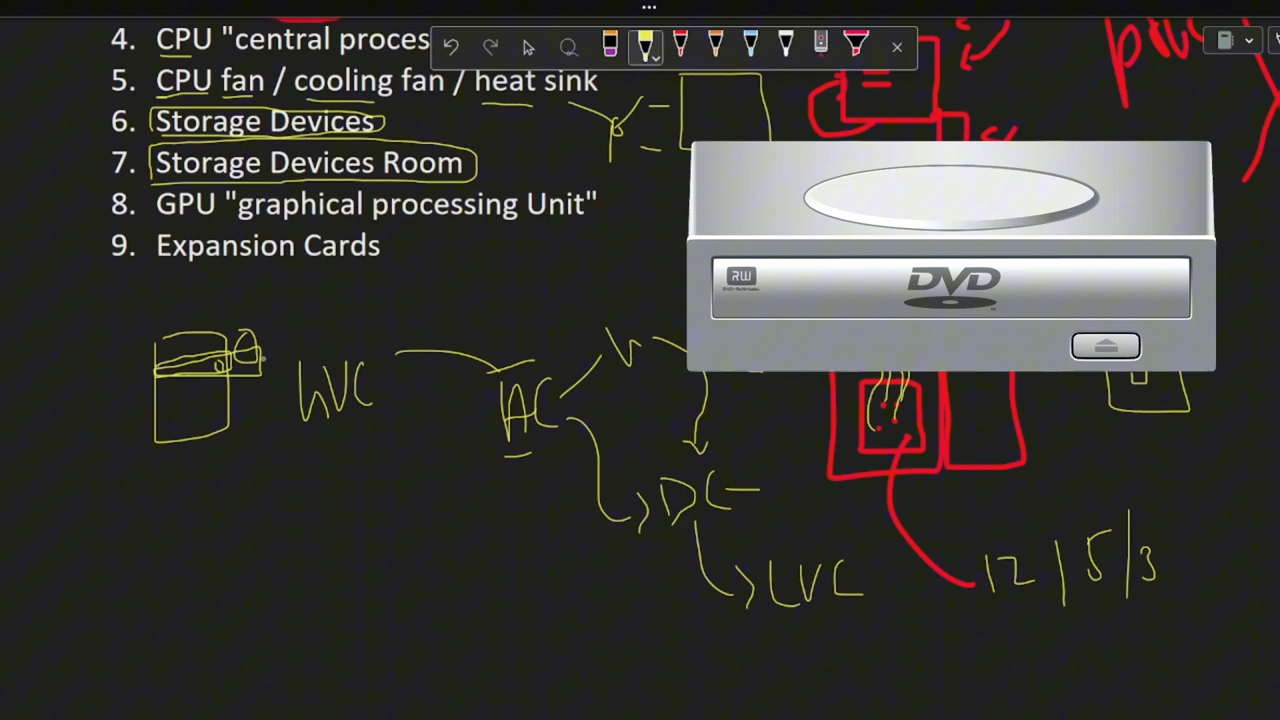 4. CPU "central proces
5. CPU fan / cooling fan / heat sink
6. Storage Devices
7. Storage Devices Room
8. GPU "graphical processing Unit"
9. Expansion Cards
RW
DVD
hVC
AC
DC
LVC
12 | 5 | 3